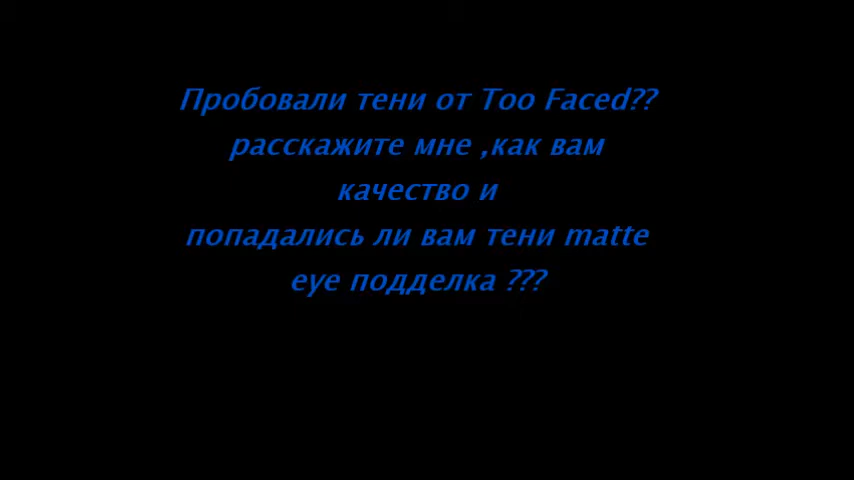 Пробовали тени от Too Faced??
расскажите мне ,как вам
качество и
попадались ли вам тени matte
eye подделка ???